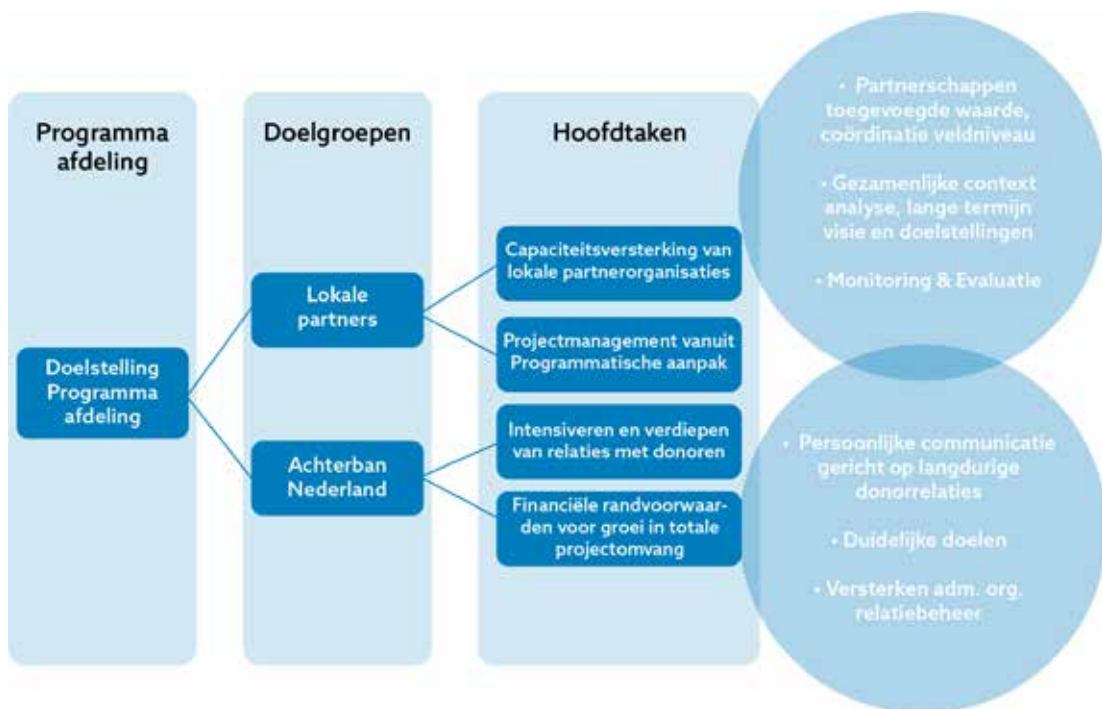 Programma
afdeling
Doelstelling
Programma
afdeling
Doelgroepen
Lokale
partners
Achterban
Nederland
Hoofdtaken
Capaciteitsversterking van
lokale partnerorganisaties
Projectmanagement vanuit
Programmatische aanpak
Intensiveren en verdiepen
van relaties met donoren
Financiële randvoorwaar-
den voor groei in totale
projectomvang
• Partnerschappen
toegevoegde waarde,
coördinatie veldniveau
• Gezamenlijke context
analyse, lange termijn
visie en doelstellingen
• Monitoring & Evaluatie
• Persoonlijke communicatie
gericht op langdurige
donorrelaties
• Duidelijke doelen
• Versterken adm. org.
relatiebeheer